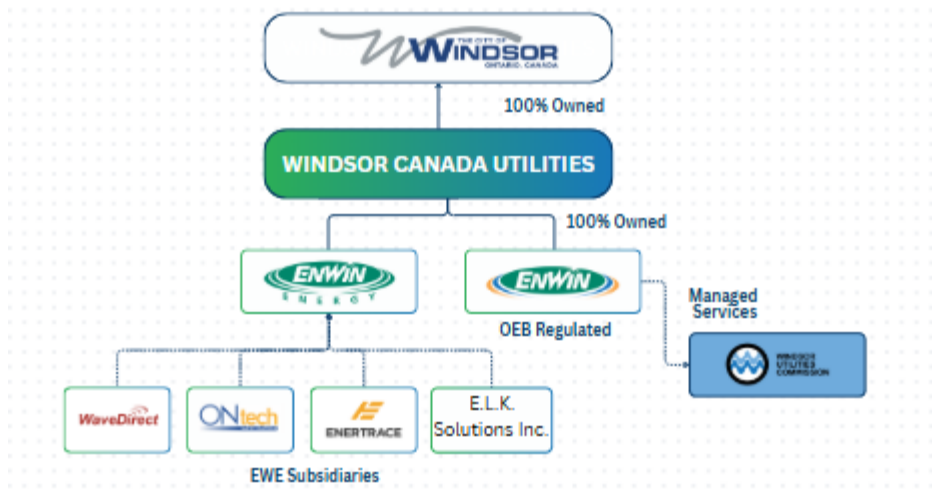 THE CITY OF
WINDSOR
ONTARIO, CANADA
100% Owned
WINDSOR CANADA UTILITIES
100% Owned
ENWIN
ENERGY
ENWIN
OEB Regulated
Managed
Services
WINDSOR
UTILITIES
COMMISSION
WaveDirect
ONtech
ENERTRACE
E.L.K.
Solutions Inc.
EWE Subsidiaries